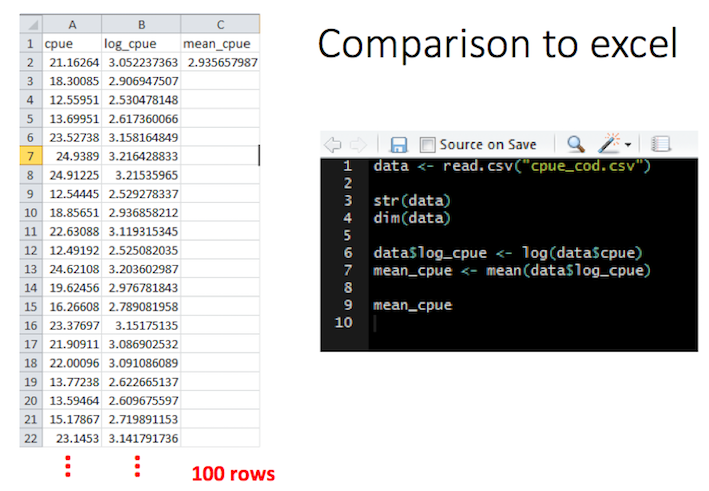 Comparison to excel
A B C
1 cpue log_cpue mean_cpue
2 21.16264 3.052237363 2.935657987
3 18.30085 2.906947507
4 12.55951 2.530478148
5 13.69951 2.617360066
6 23.52738 3.158164849
7 24.9389 3.216428833
8 24.91225 3.21535965
9 12.54445 2.529278337
10 18.85651 2.936858212
11 22.63088 3.119315345
12 12.49192 2.525082035
13 24.62108 3.203602987
14 19.62456 2.976781843
15 16.26608 2.789081958
16 23.37697 3.15175135
17 21.90911 3.086902532
18 22.00096 3.091086089
19 13.77238 2.622665137
20 13.59464 2.609675597
21 15.17867 2.719891153
22 23.1453 3.141791736
100 rows
Source on Save
1 data <- read.csv("cpue_cod.csv")
2
3 str(data)
4 dim(data)
5
6 data$log_cpue <- log(data$cpue)
7 mean_cpue <- mean(data$log_cpue)
8
9 mean_cpue
10